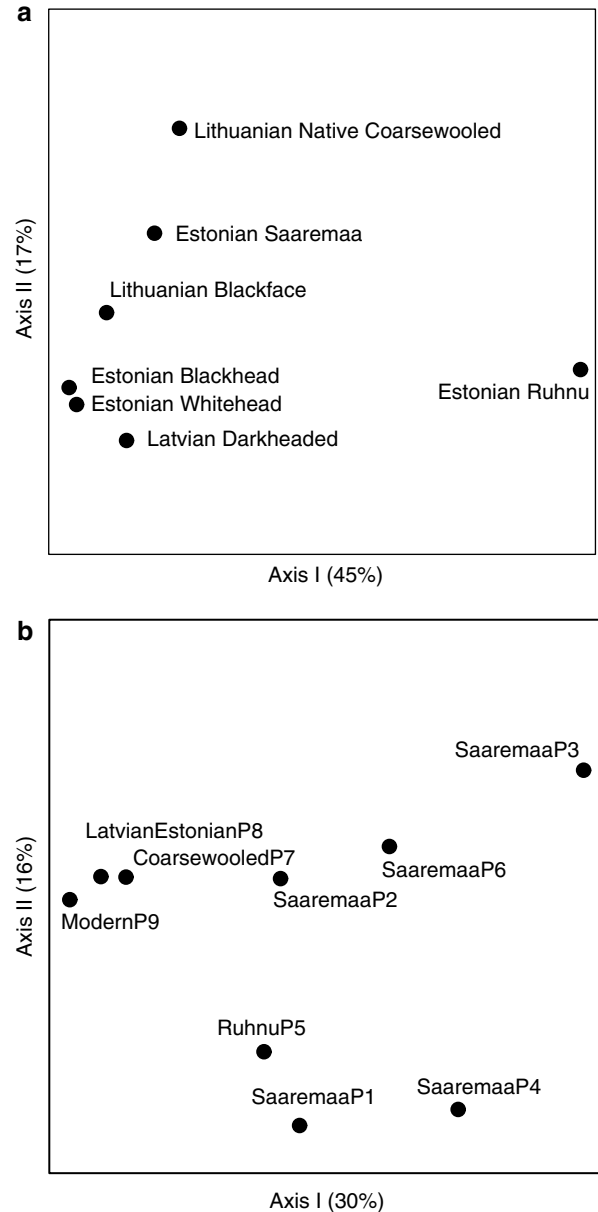 a
Lithuanian Native Coarsewooled
Estonian Saaremaa
Lithuanian Blackface
Estonian Blackhead
Estonian Whitehead
Latvian Darkheaded
Estonian Ruhnu
Axis II (17%)
Axis I (45%)
b
SaaremaaP3
LatvianEstonianP8
CoarsewooledP7
SaaremaaP6
SaaremaaP2
ModernP9
RuhnuP5
SaaremaaP1
SaaremaaP4
Axis II (16%)
Axis I (30%)